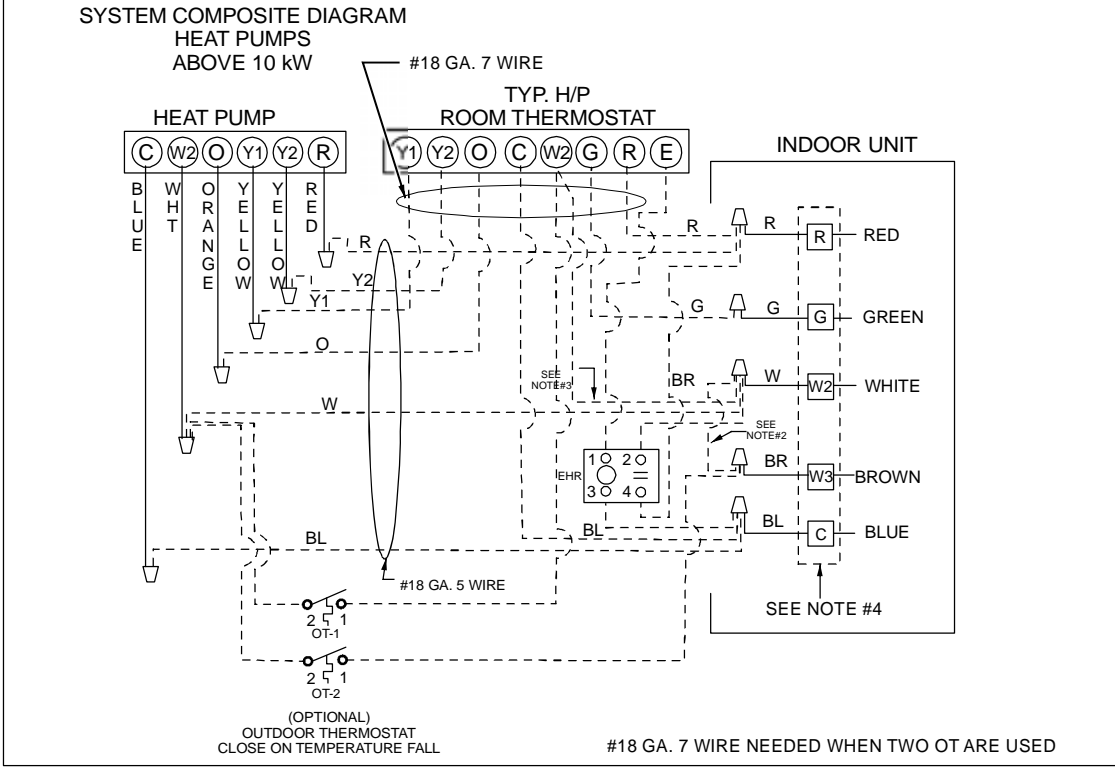 SYSTEM COMPOSITE DIAGRAM
HEAT PUMPS
ABOVE 10 kW
#18 GA. 7 WIRE
TYP. H/P
HEAT PUMP
ROOM THERMOSTAT
INDOOR UNIT
C W2 O Y1 Y2 R
Y1 Y2 O C W2 G R E
BLUE
WHT
ORANGE
YELLOW
YELLOW
RED
R
Y2
Y1
O
W
BL
R
R
R
RED
G
G
G
GREEN
SEE
NOTE#3
BR
W
W2
WHITE
SEE
NOTE#2
BR
W3
BROWN
EHR
1 2
3 4
BL
BL
C
BLUE
#18 GA. 5 WIRE
SEE NOTE #4
2 1
OT-1
2 1
OT-2
(OPTIONAL)
OUTDOOR THERMOSTAT
CLOSE ON TEMPERATURE FALL
#18 GA. 7 WIRE NEEDED WHEN TWO OT ARE USED